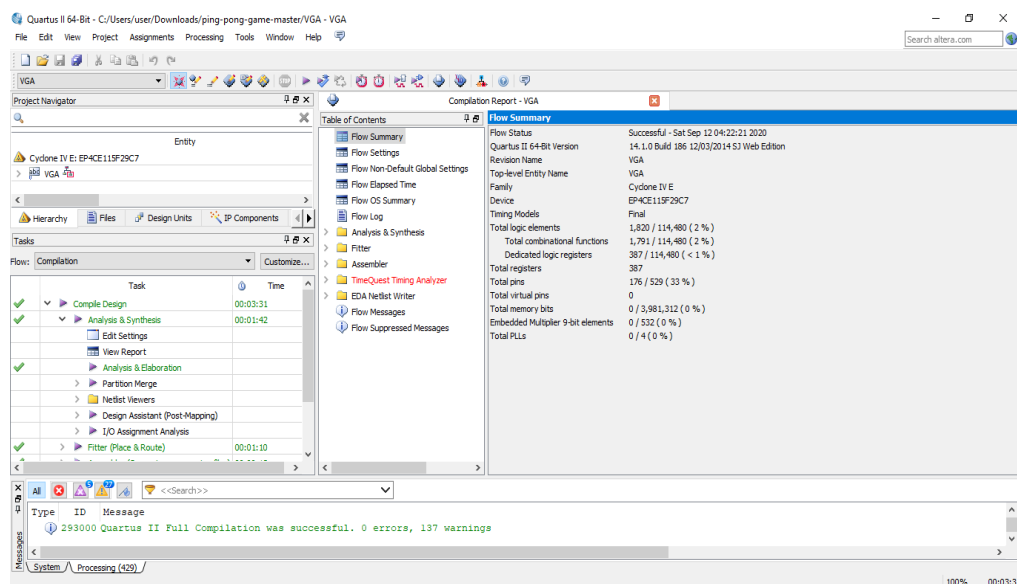 Quartus II 64-Bit - C:/Users/user/Downloads/ping-pong-game-master/VGA - VGA
File Edit View Project Assignments Processing Tools Window Help
Search altera.com
VGA
Project Navigator
Entity
Cyclone IV E: EP4CE115F29C7
abd VGA
Hierarchy Files Design Units IP Components
Tasks
Flow: Compilation Customize...
Task Time
Compile Design 00:03:31
Analysis & Synthesis 00:01:42
Edit Settings
View Report
Analysis & Elaboration
Partition Merge
Netlist Viewers
Design Assistant (Post-Mapping)
I/O Assignment Analysis
Fitter (Place & Route) 00:01:10
Compilation Report - VGA
Table of Contents
Flow Summary
Flow Settings
Flow Non-Default Global Settings
Flow Elapsed Time
Flow OS Summary
Flow Log
Analysis & Synthesis
Fitter
Assembler
TimeQuest Timing Analyzer
EDA Netlist Writer
Flow Messages
Flow Suppressed Messages
Flow Summary
Flow Status Successful - Sat Sep 12 04:22:21 2020
Quartus II 64-Bit Version 14.1.0 Build 186 12/03/2014 SJ Web Edition
Revision Name VGA
Top-level Entity Name VGA
Family Cyclone IV E
Device EP4CE115F29C7
Timing Models Final
Total logic elements 1,820 / 114,480 ( 2 % )
Total combinational functions 1,791 / 114,480 ( 2 % )
Dedicated logic registers 387 / 114,480 ( < 1 % )
Total registers 387
Total pins 176 / 529 ( 33 % )
Total virtual pins 0
Total memory bits 0 / 3,981,312 ( 0 % )
Embedded Multiplier 9-bit elements 0 / 532 ( 0 % )
Total PLLs 0 / 4 ( 0 % )
All <<Search>>
Type ID Message
293000 Quartus II Full Compilation was successful. 0 errors, 137 warnings
Messages
System Processing (429)
100% 00:03:3